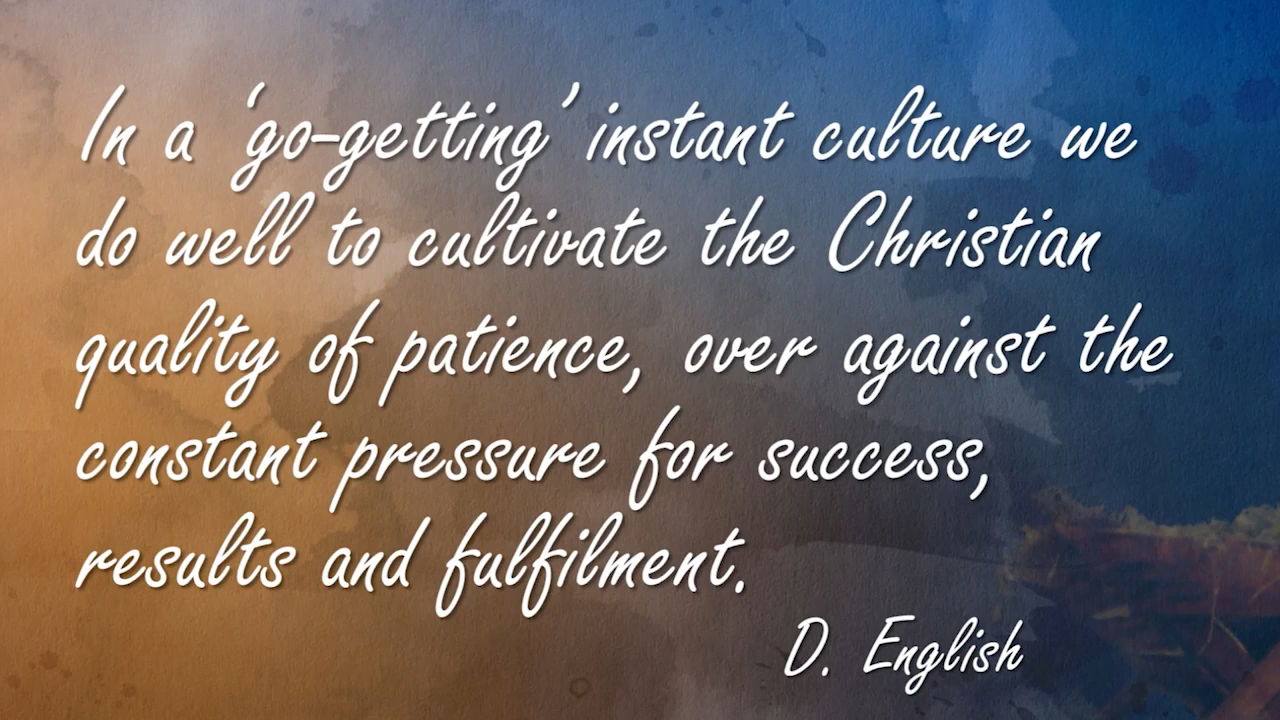 In a ‘go-getting’ instant culture we
do well to cultivate the Christian
quality of patience, over against the
constant pressure for success,
results and fulfilment.
D. English